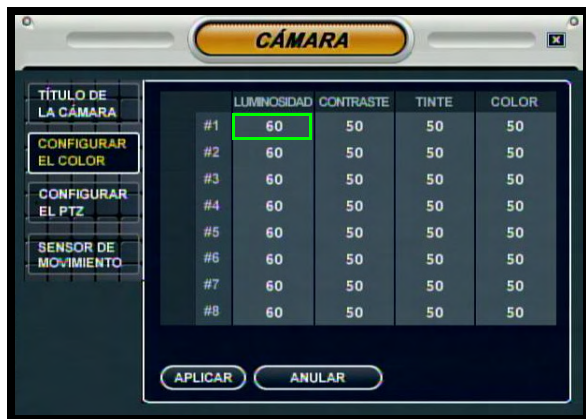 CÁMARA
TÍTULO DE
LA CÁMARA
CONFIGURAR
EL COLOR
CONFIGURAR
EL PTZ
SENSOR DE
MOVIMIENTO
LUMINOSIDAD CONTRASTE TINTE COLOR
#1 60 50 50 50
#2 60 50 50 50
#3 60 50 50 50
#4 60 50 50 50
#5 60 50 50 50
#6 60 50 50 50
#7 60 50 50 50
#8 60 50 50 50
APLICAR ANULAR